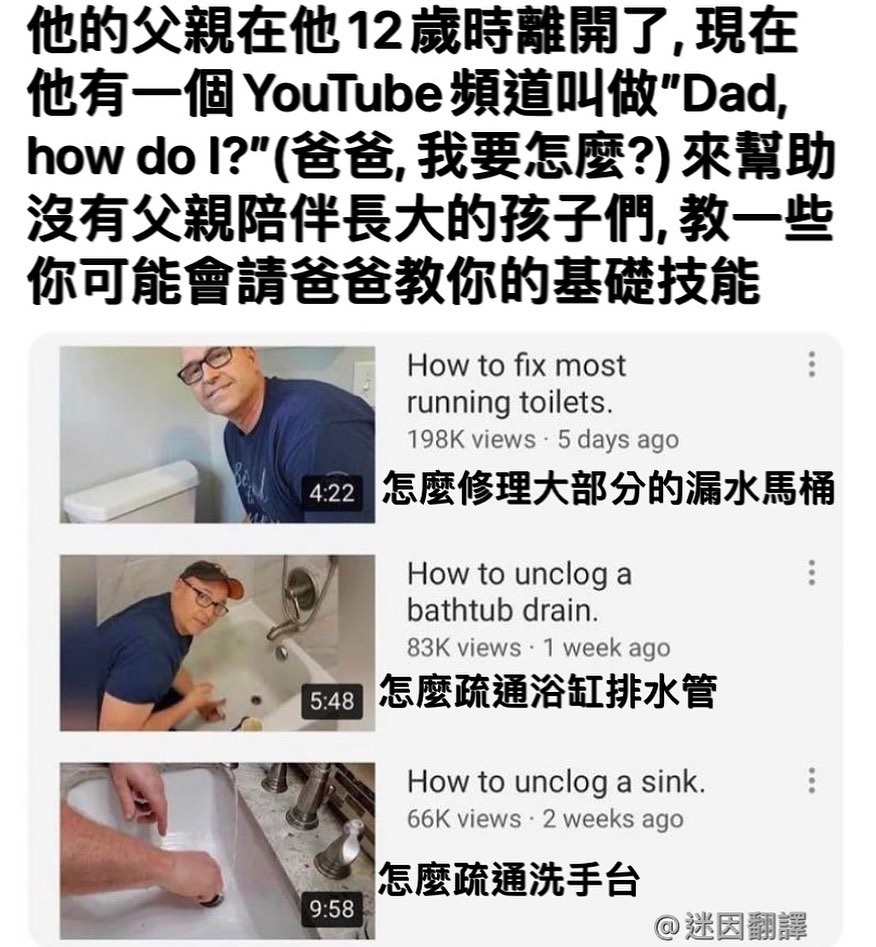 他的父親在他12歲時離開了, 現在
他有一個YouTube頻道叫做"Dad,
how do I?"(爸爸, 我要怎麼?) 來幫助
沒有父親陪伴長大的孩子們, 教一些
你可能會請爸爸教你的基礎技能
How to fix most
running toilets.
198K views · 5 days ago
4:22
怎麼修理大部分的漏水馬桶
How to unclog a
bathtub drain.
83K views · 1 week ago
5:48
怎麼疏通浴缸排水管
How to unclog a sink.
66K views · 2 weeks ago
9:58
怎麼疏通洗手台
@迷因翻譯